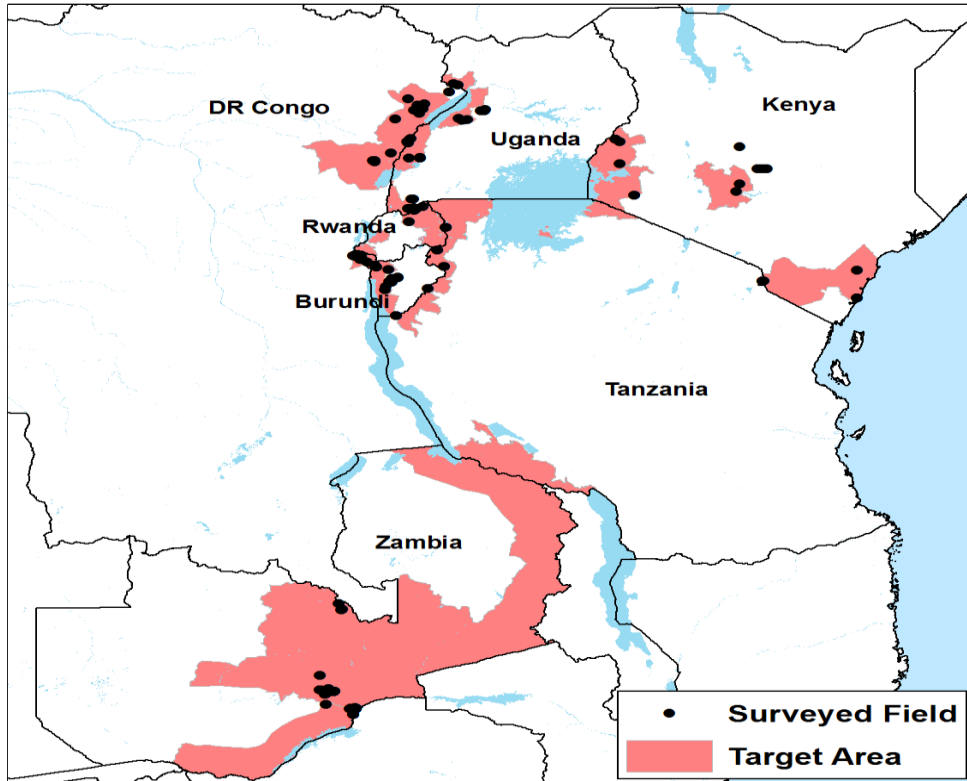 DR Congo
Kenya
Uganda
Rwanda
Burundi
Tanzania
Zambia
Surveyed Field
Target Area